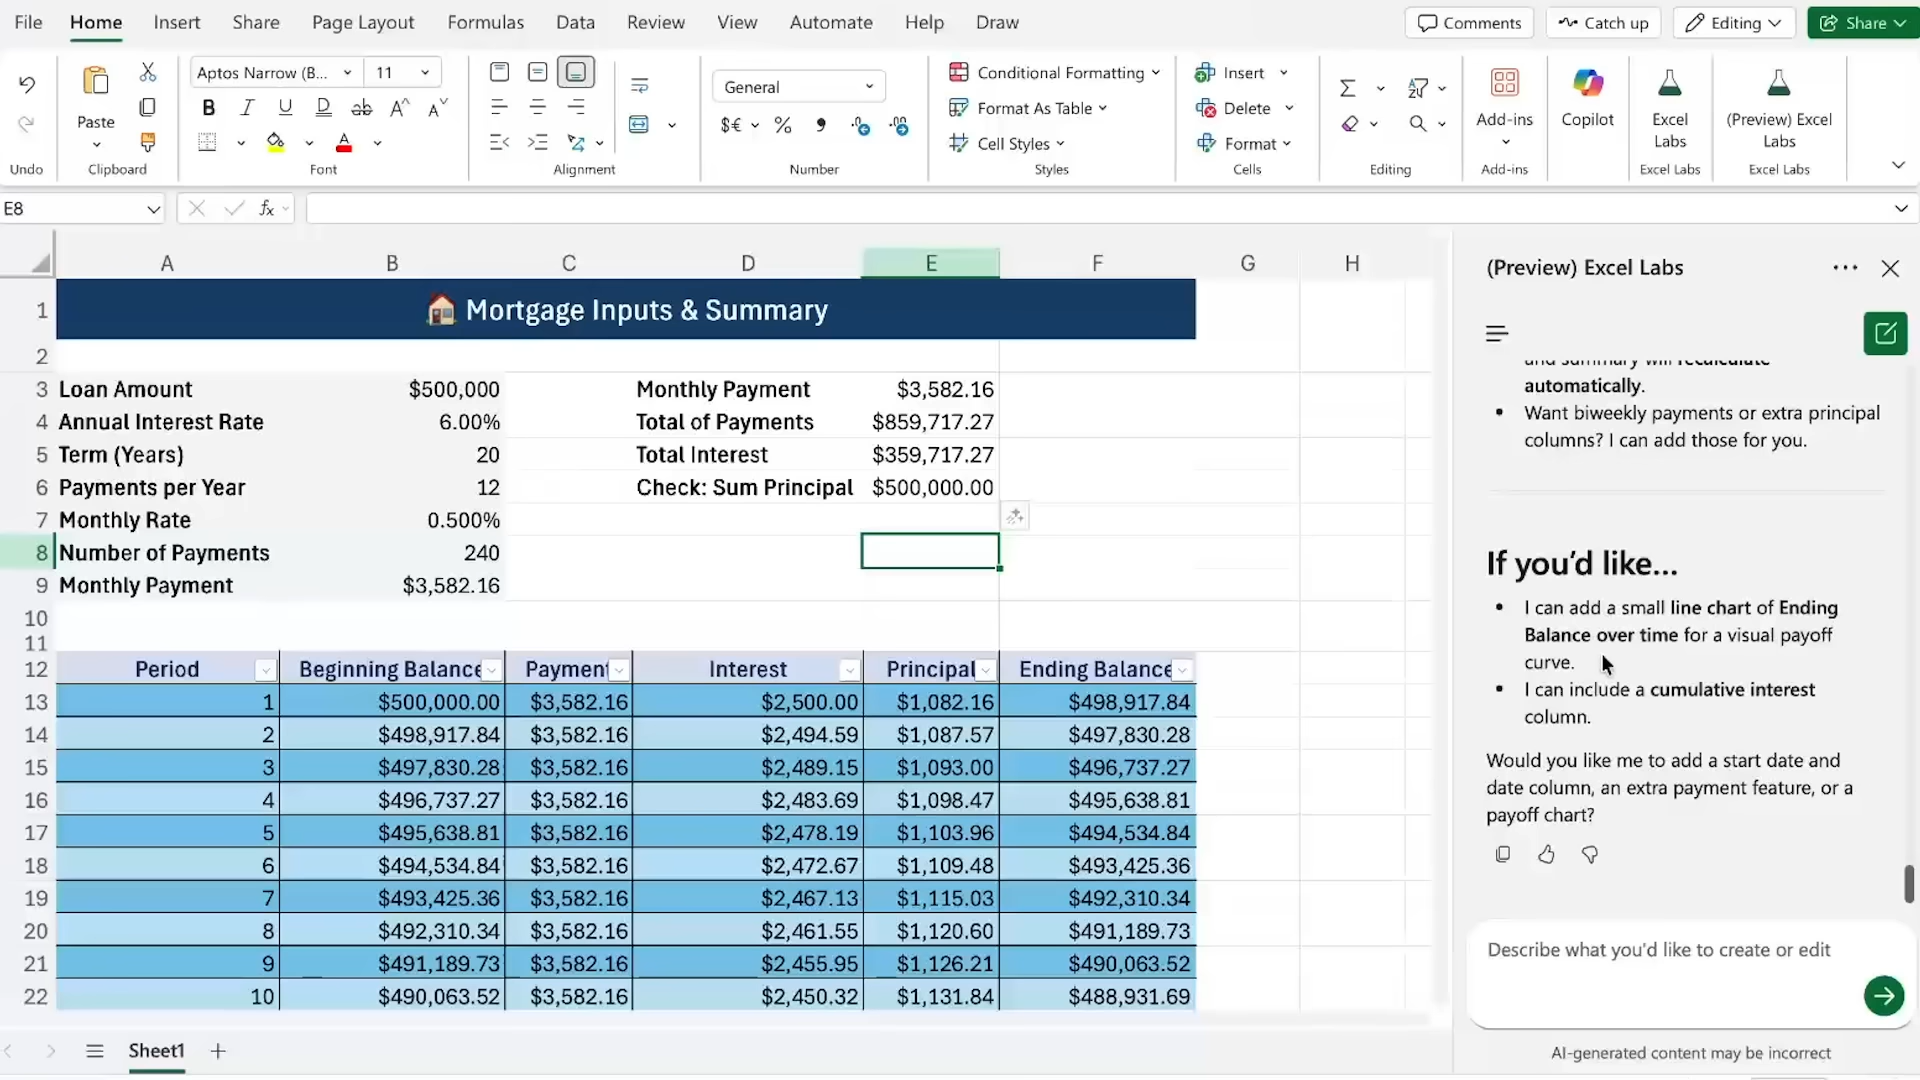 File Home Insert Share Page Layout Formulas Data Review View Automate Help Draw Comments Catch up Editing Share
Aptos Narrow (B... 11 General Conditional Formatting Insert
Paste B I U D ab A A Format As Table Delete Add-ins Copilot Excel Labs (Preview) Excel Labs
$€ % Cell Styles Format
Undo Clipboard Font Alignment Number Styles Cells Editing Add-ins Excel Labs Excel Labs
E8 fx
A B C D E F G H
1 Mortgage Inputs & Summary
2
3 Loan Amount $500,000 Monthly Payment $3,582.16
4 Annual Interest Rate 6.00% Total of Payments $859,717.27
5 Term (Years) 20 Total Interest $359,717.27
6 Payments per Year 12 Check: Sum Principal $500,000.00
7 Monthly Rate 0.500%
8 Number of Payments 240
9 Monthly Payment $3,582.16
10
11
12 Period Beginning Balance Payment Interest Principal Ending Balance
13 1 $500,000.00 $3,582.16 $2,500.00 $1,082.16 $498,917.84
14 2 $498,917.84 $3,582.16 $2,494.59 $1,087.57 $497,830.28
15 3 $497,830.28 $3,582.16 $2,489.15 $1,093.00 $496,737.27
16 4 $496,737.27 $3,582.16 $2,483.69 $1,098.47 $495,638.81
17 5 $495,638.81 $3,582.16 $2,478.19 $1,103.96 $494,534.84
18 6 $494,534.84 $3,582.16 $2,472.67 $1,109.48 $493,425.36
19 7 $493,425.36 $3,582.16 $2,467.13 $1,115.03 $492,310.34
20 8 $492,310.34 $3,582.16 $2,461.55 $1,120.60 $491,189.73
21 9 $491,189.73 $3,582.16 $2,455.95 $1,126.21 $490,063.52
22 10 $490,063.52 $3,582.16 $2,450.32 $1,131.84 $488,931.69
Sheet1
(Preview) Excel Labs
and summary will recalculate
automatically.
• Want biweekly payments or extra principal
columns? I can add those for you.
If you'd like...
• I can add a small line chart of Ending
Balance over time for a visual payoff
curve.
• I can include a cumulative interest
column.
Would you like me to add a start date and
date column, an extra payment feature, or a
payoff chart?
Describe what you'd like to create or edit
AI-generated content may be incorrect